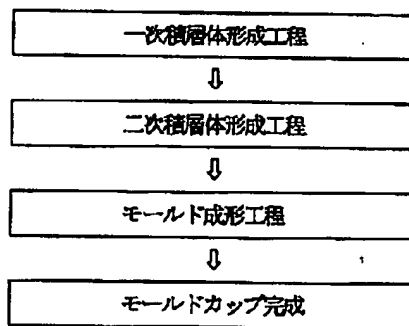 一次積層体形成工程
⇩
二次積層体形成工程
⇩
モールド成形工程
⇩
モールドカップ完成